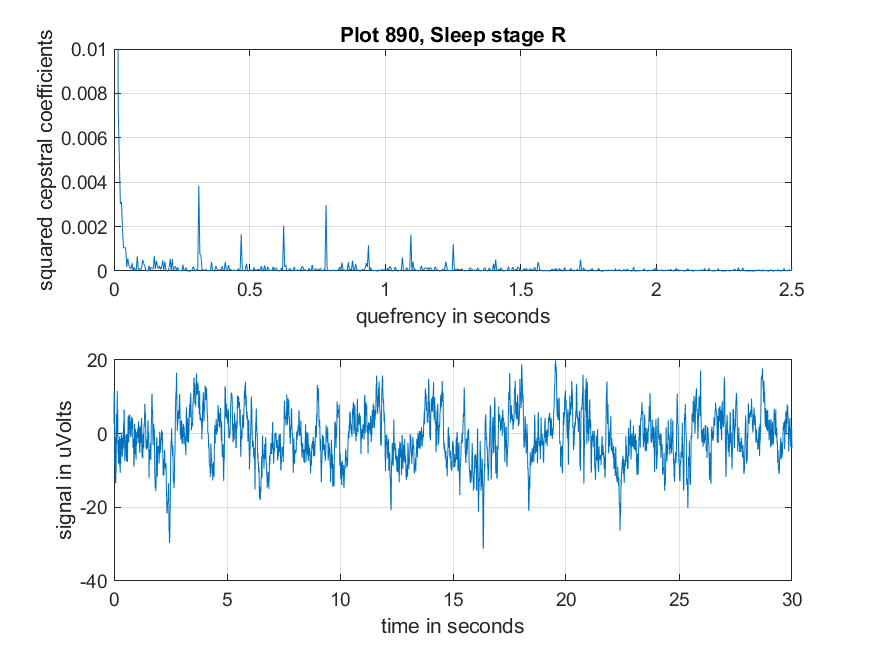 Plot 890, Sleep stage R
squared cepstral coefficients
0.01
0.008
0.006
0.004
0.002
0
0 0.5 1 1.5 2 2.5
quefrency in seconds
signal in uVolts
20
0
-20
-40
0 5 10 15 20 25 30
time in seconds